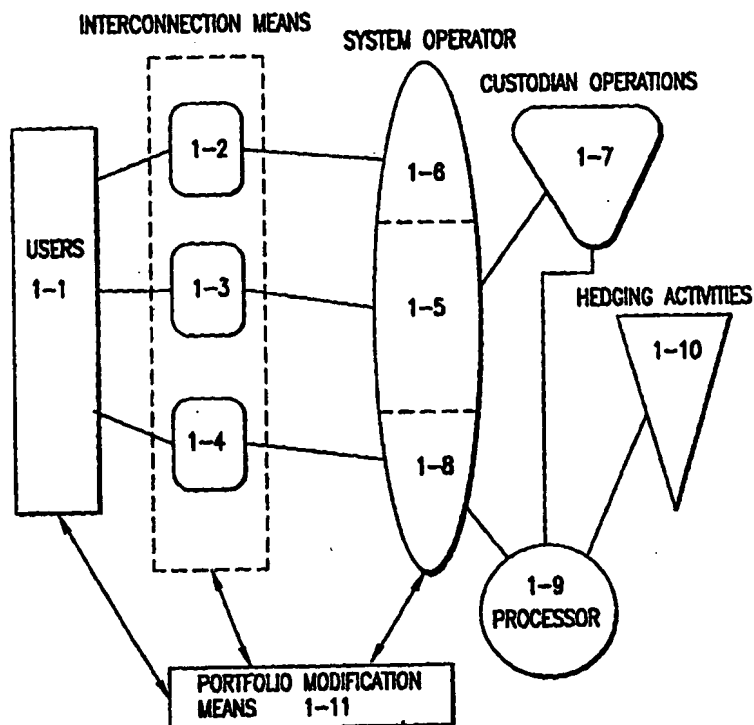 INTERCONNECTION MEANS
SYSTEM OPERATOR
CUSTODIAN OPERATIONS
1-2
1-6
1-7
USERS
1-1
1-3
1-5
HEDGING ACTIVITIES
1-10
1-4
1-8
1-9
PROCESSOR
PORTFOLIO MODIFICATION
MEANS 1-11